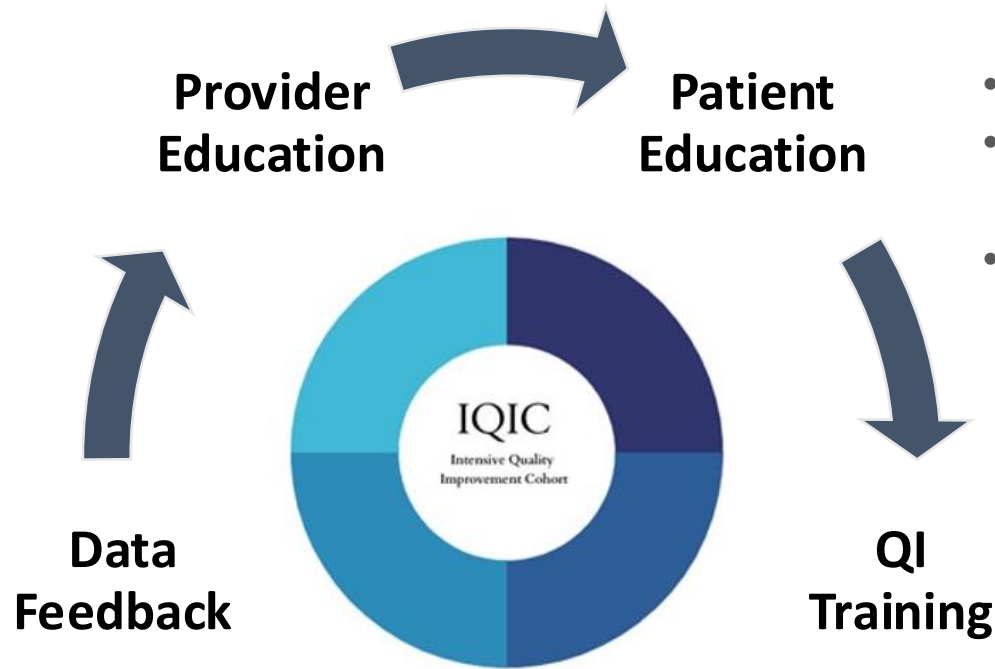 Provider
Education
Patient
Education
IQIC
Intensive Quality
Improvement Cohort
Data
Feedback
QI
Training